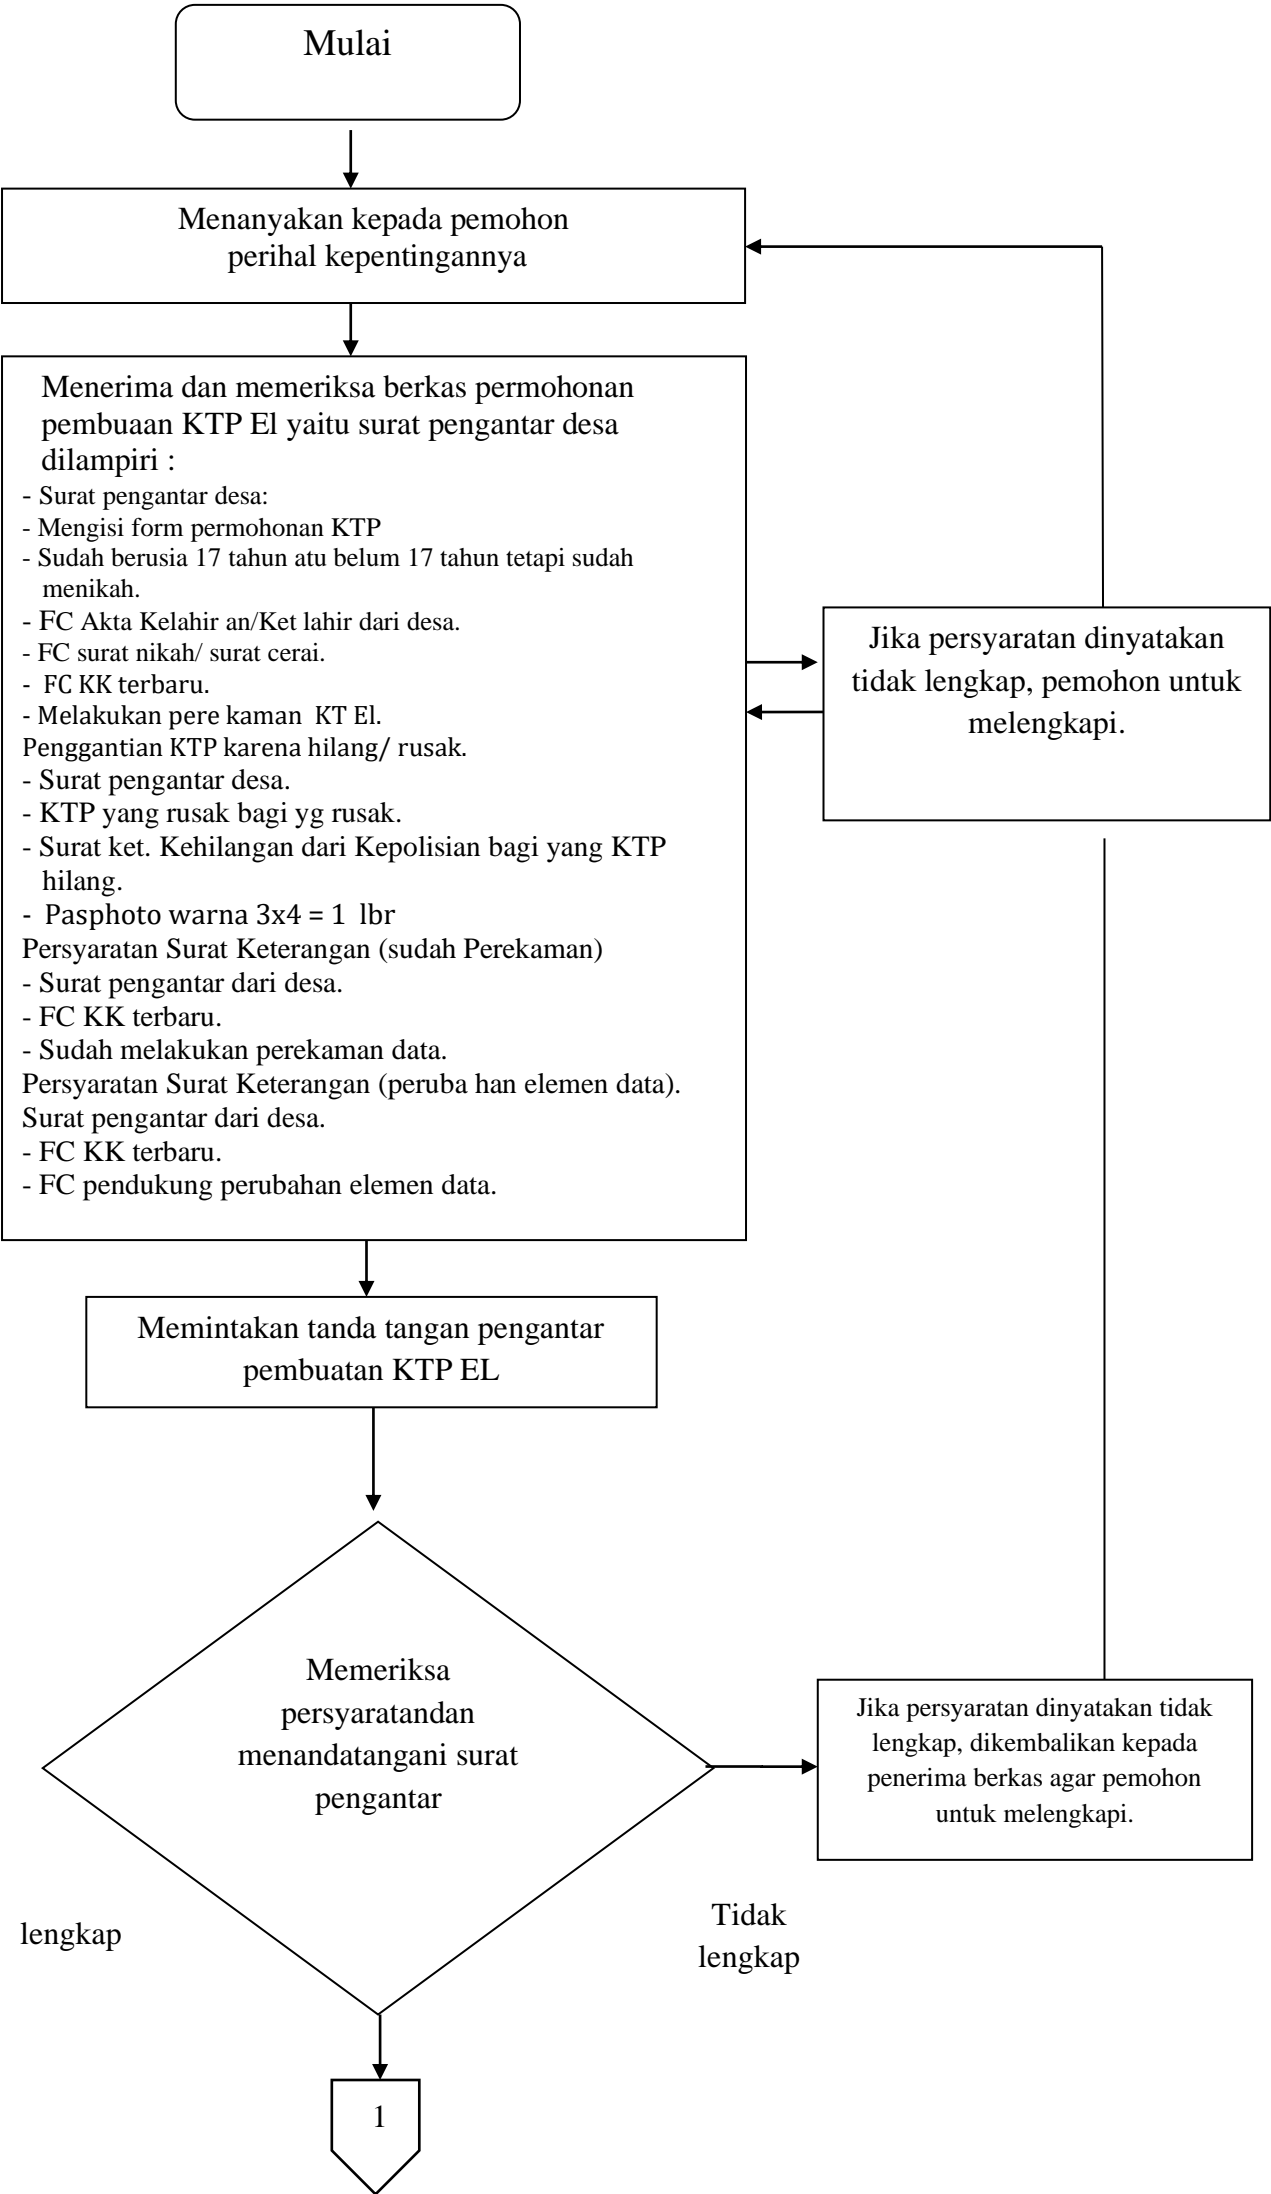 Mulai
Menanyakan kepada pemohon
perihal kepentingannya
Menerima dan memeriksa berkas permohonan
pembuaan KTP El yaitu surat pengantar desa
dilampiri :
- Surat pengantar desa:
- Mengisi form permohonan KTP
- Sudah berusia 17 tahun atu belum 17 tahun tetapi sudah
menikah.
- FC Akta Kelahir an/Ket lahir dari desa.
- FC surat nikah/ surat cerai.
- FC KK terbaru.
- Melakukan pere kaman KT El.
Penggantian KTP karena hilang/ rusak.
- Surat pengantar desa.
- KTP yang rusak bagi yg rusak.
- Surat ket. Kehilangan dari Kepolisian bagi yang KTP
hilang.
- Pasphoto warna 3x4 = 1 lbr
Persyaratan Surat Keterangan (sudah Perekaman)
- Surat pengantar dari desa.
- FC KK terbaru.
- Sudah melakukan perekaman data.
Persyaratan Surat Keterangan (peruba han elemen data).
Surat pengantar dari desa.
- FC KK terbaru.
- FC pendukung perubahan elemen data.
Jika persyaratan dinyatakan
tidak lengkap, pemohon untuk
melengkapi.
Memintakan tanda tangan pengantar
pembuatan KTP EL
Memeriksa
persyaratandan
menandatangani surat
pengantar
Jika persyaratan dinyatakan tidak
lengkap, dikembalikan kepada
penerima berkas agar pemohon
untuk melengkapi.
lengkap
Tidak
lengkap
1